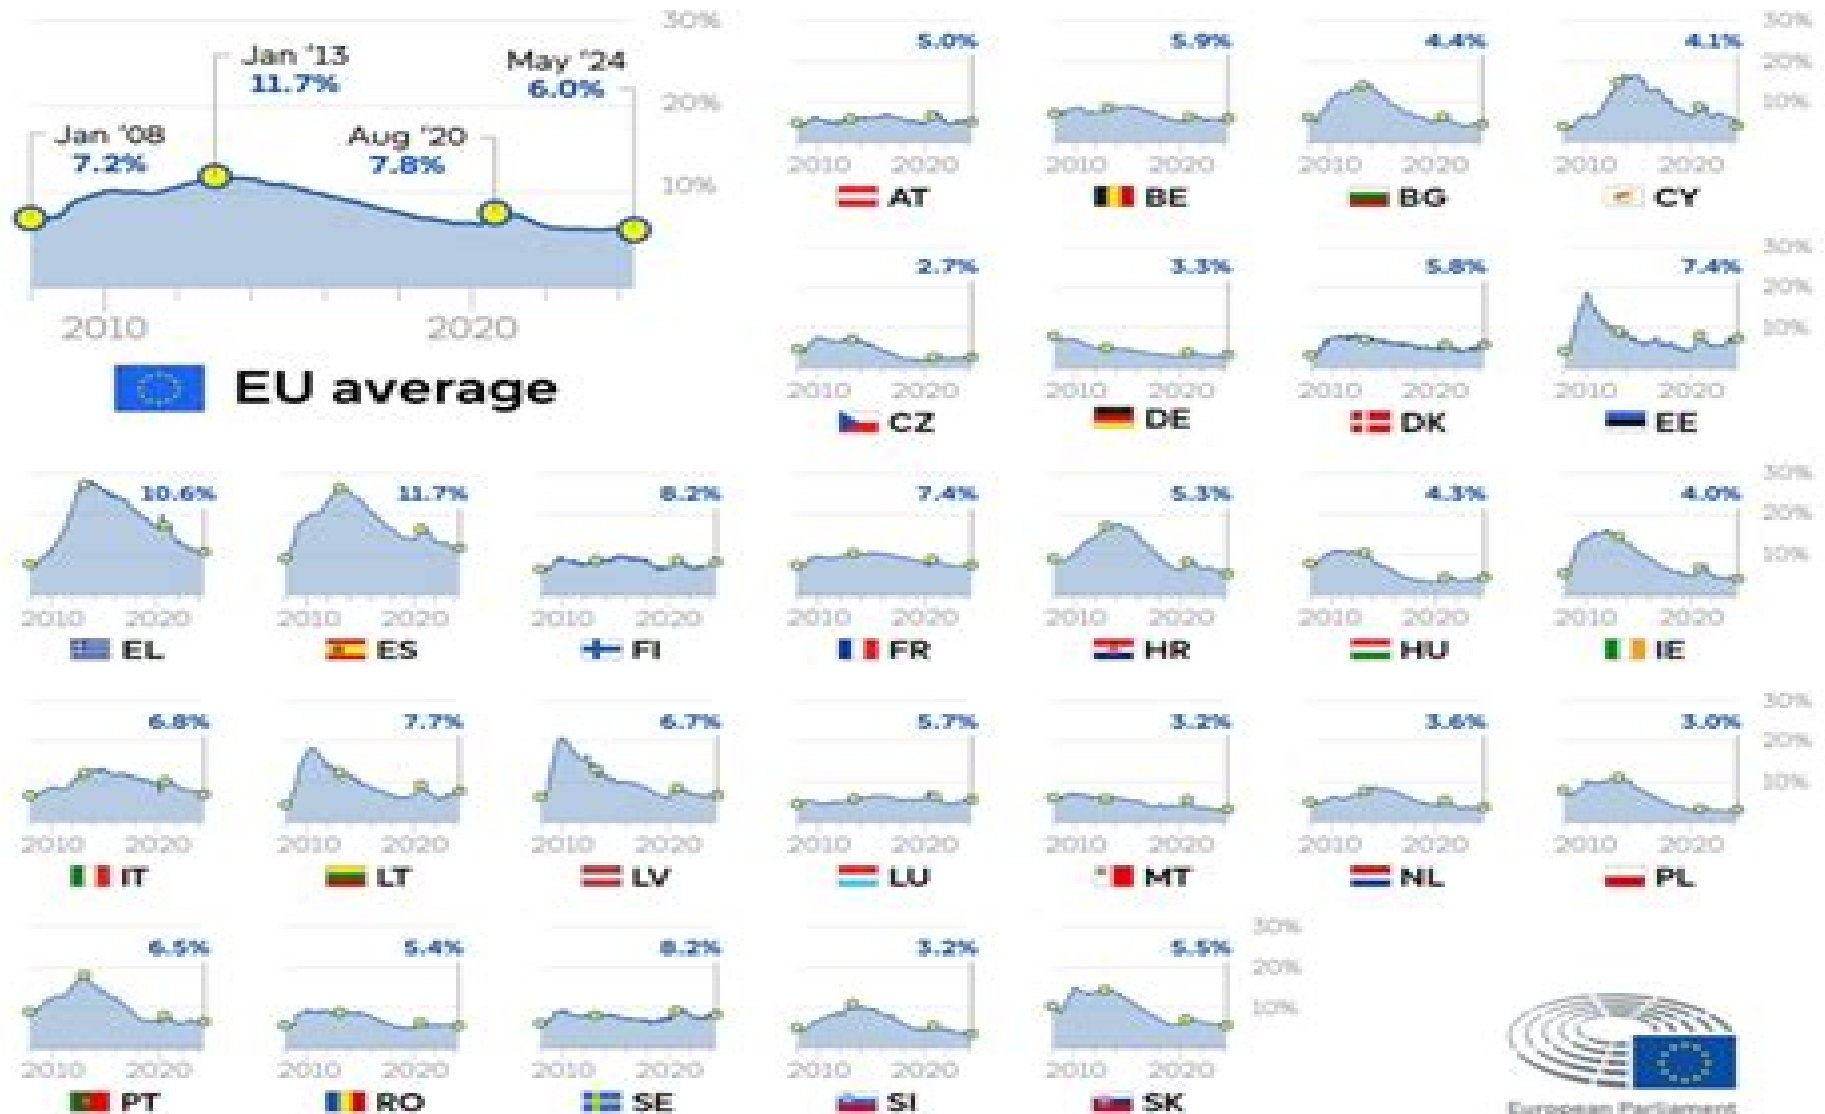 30%
Jan '13
11.7%
May '24
6.0%
20%
Jan '08
7.2%
Aug '20
7.8%
10%
2010 2020
EU average
5.0% 5.9% 4.4% 4.1% 30%
20%
10%
2010 2020 2010 2020 2010 2020 2010 2020
AT BE BG CY
2.7% 3.3% 5.8% 7.4% 30%
20%
10%
2010 2020 2010 2020 2010 2020 2010 2020
CZ DE DK EE
10.6% 11.7% 8.2% 7.4% 5.3% 4.3% 4.0% 30%
20%
10%
2010 2020 2010 2020 2010 2020 2010 2020 2010 2020 2010 2020 2010 2020
EL ES FI FR HR HU IE
6.8% 7.7% 6.7% 5.7% 3.2% 3.6% 3.0% 30%
20%
10%
2010 2020 2010 2020 2010 2020 2010 2020 2010 2020 2010 2020 2010 2020
IT LT LV LU MT NL PL
6.5% 5.4% 8.2% 3.2% 5.5% 30%
20%
10%
2010 2020 2010 2020 2010 2020 2010 2020 2010 2020
PT RO SE SI SK
European Parliament